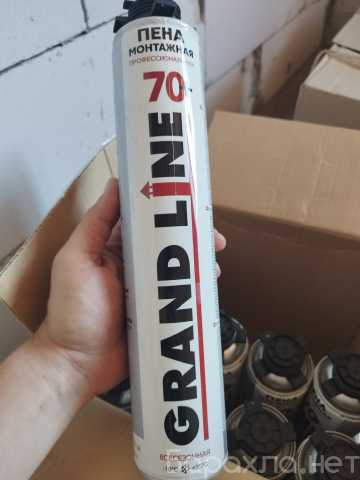 ПЕНА
МОНТАЖНАЯ
ПРОФЕССИОНАЛЬНАЯ
70
GRAND LINE
ВСЕСЕЗОННАЯ